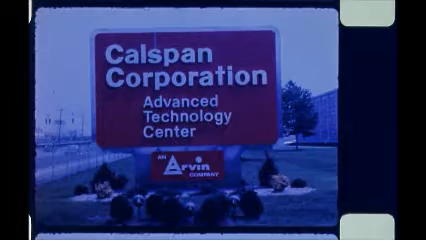 Calspan
Corporation
Advanced
Technology
Center
AN
Arvin
COMPANY